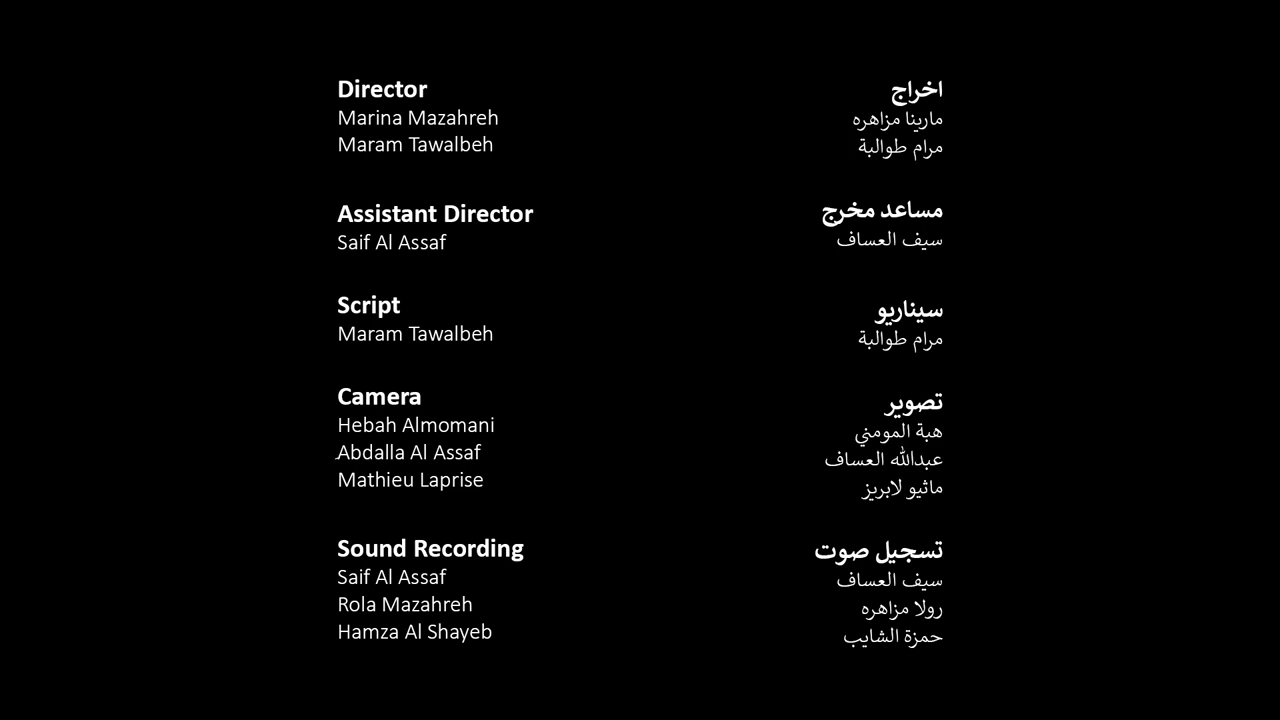 Director
Marina Mazahreh
Maram Tawalbeh
Assistant Director
Saif Al Assaf
Script
Maram Tawalbeh
Camera
Hebah Almomani
Abdalla Al Assaf
Mathieu Laprise
Sound Recording
Saif Al Assaf
Rola Mazahreh
Hamza Al Shayeb
اخراج
مارينا مزاهره
مرام طوالبة
مساعد مخرج
سيف العساف
سيناريو
مرام طوالبة
تصوير
هبة المومني
عبدالله العساف
ماثيو لابريز
تسجيل صوت
سيف العساف
رولا مزاهره
حمزة الشايب